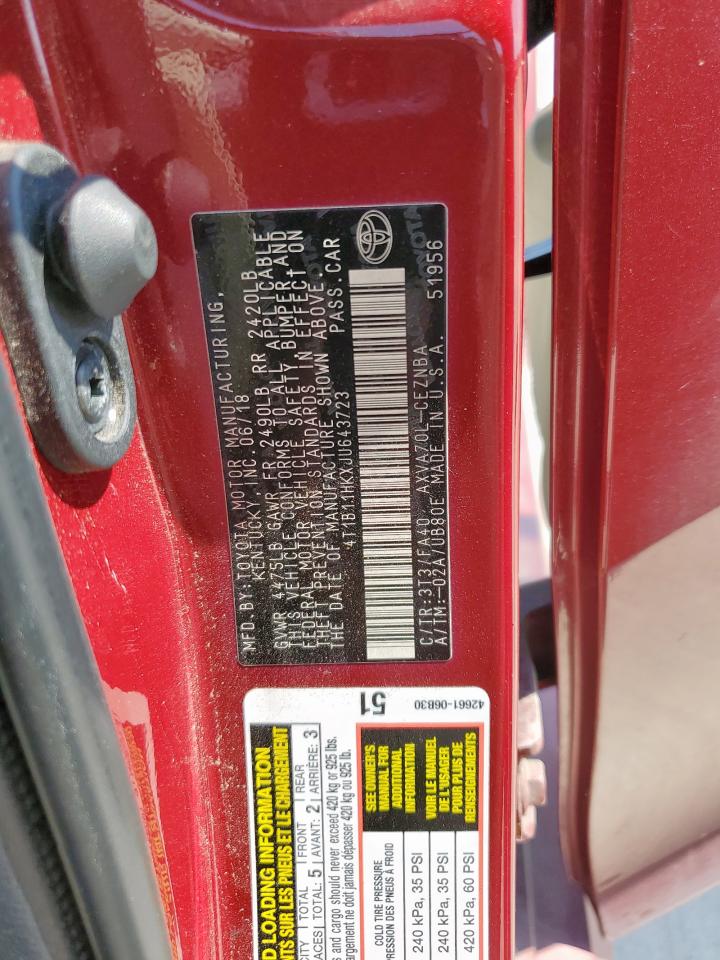 MFD.BY:TOYOTA MOTOR MANUFACTURING,
KENTUCKY, INC. 06/18
GVWR 4475LB GAWR FR 2490LB RR 2420LB
THIS VEHICLE CONFORMS TO ALL APPLICABLE
FEDERAL MOTOR VEHICLE SAFETY, BUMPER, AND
THEFT PREVENTION STANDARDS IN EFFECT ON
THE DATE OF MANUFACTURE SHOWN ABOVE.
4T1B11HKXJU643723 PASS.CAR
C/TR:3T3/FA40 AXVA70L-CEZNBA
A/TM:-02A/UB80E MADE IN U.S.A. 51956
D LOADING INFORMATION
NTS SUR LES PNEUS ET LE CHARGEMENT
CITY TOTAL FRONT REAR
ACES: TOTAL: 5 AVANT: 2 ARRIÈRE: 3
s and cargo should never exceed 420 kg or 925 lbs.
argement ne doit jamais dépasser 420 kg ou 925 lb.
51
42661-06B30
COLD TIRE PRESSURE
PRESSION DES PNEUS À FROID
240 kPa, 35 PSI
240 kPa, 35 PSI
420 kPa, 60 PSI
SEE OWNER'S
MANUAL FOR
ADDITIONAL
INFORMATION
VOIR LE MANUEL
DE L'USAGER
POUR PLUS DE
RENSEIGNEMENTS